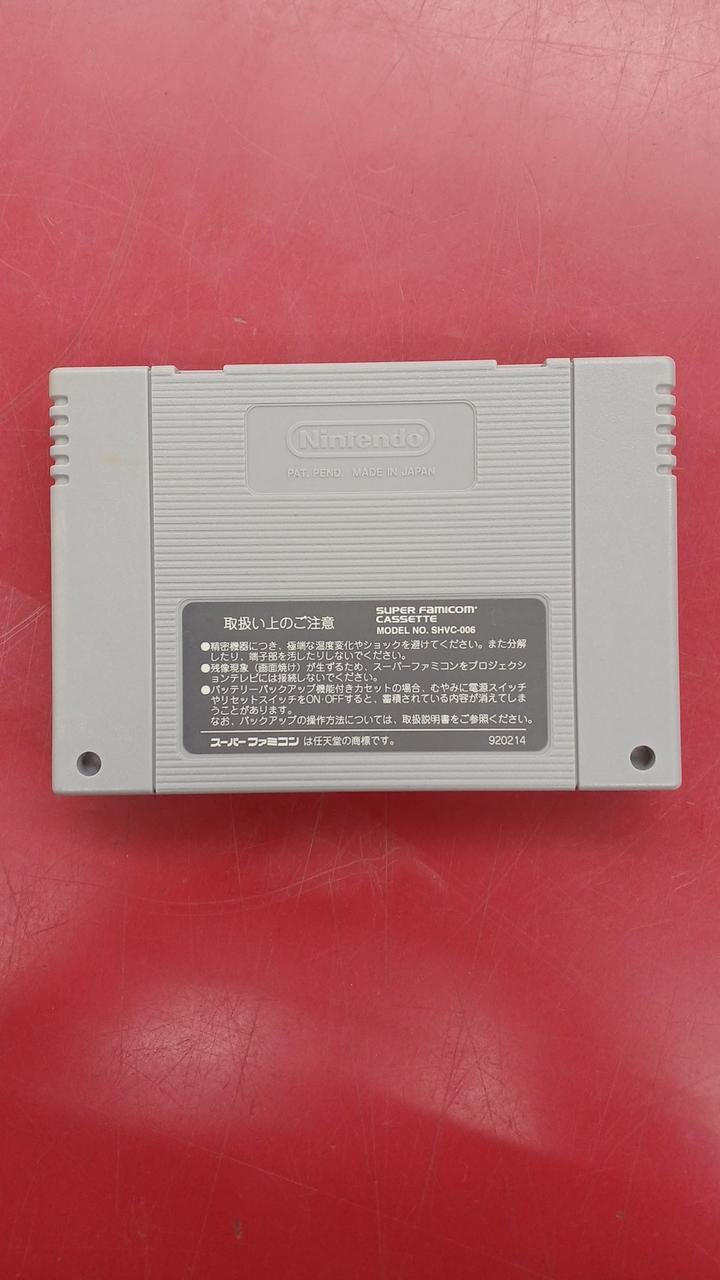 Nintendo®
PAT. PEND. MADE IN JAPAN
取扱い上のご注意
SUPER FAMICOM®
CASSETTE
MODEL NO. SHVC-006
●精密機器につき、極端な温度変化やショックを避けてください。また分解
したり、端子部を汚したりしないでください。
●残像現象（画面焼け）が生ずるため、スーパーファミコンをプロジェクシ
ョンテレビには接続しないでください。
●バッテリーバックアップ機能付きカセットの場合、むやみに電源スイッチ
やリセットスイッチをON・OFFすると、蓄積されている内容が消えてしま
うことがあります。
なお、バックアップの操作方法については、取扱説明書をご参照ください。
スーパーファミコン は任天堂の商標です。
920214